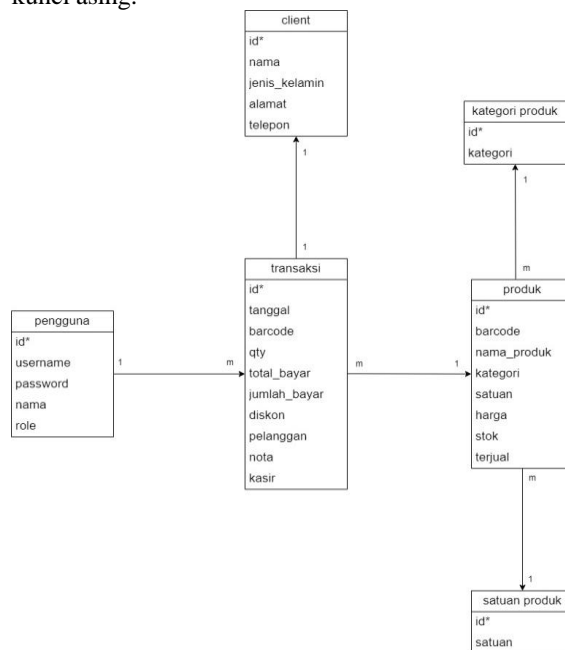 kunci asing.
client
id*
nama
jenis_kelamin
alamat
telepon
1
1
kategori produk
id*
kategori
1
m
transaksi
id*
tanggal
barcode
qty
total_bayar
jumlah_bayar
diskon
pelanggan
nota
kasir
pengguna
id*
username
password
nama
role
1
m
m
1
produk
id*
barcode
nama_produk
kategori
satuan
harga
stok
terjual
m
1
satuan produk
id*
satuan